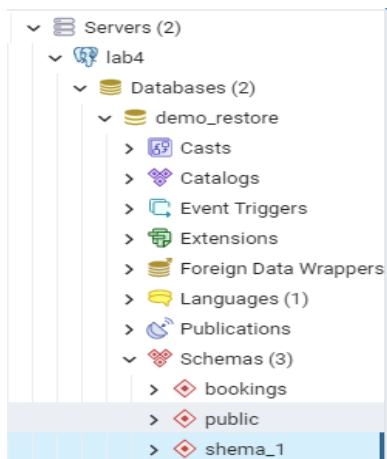 Servers (2)
lab4
Databases (2)
demo_restore
Casts
Catalogs
Event Triggers
Extensions
Foreign Data Wrappers
Languages (1)
Publications
Schemas (3)
bookings
public
shema_1